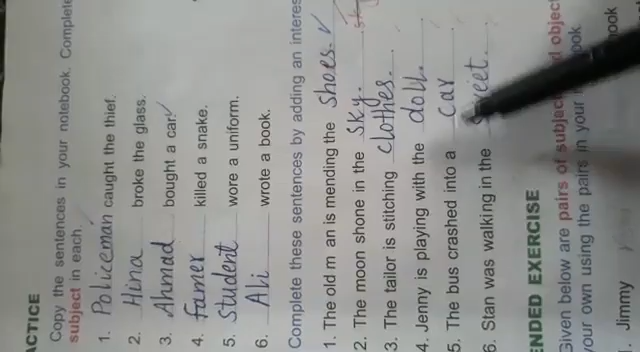 ACTICE
Copy the sentences in your notebook. Complete
subject in each.
1. Policeman caught the thief.
2. Hina broke the glass.
3. Ahmad bought a car.
4. Famer killed a snake.
5. Student wore a uniform.
6. Ali wrote a book.
Complete these sentences by adding an interes
1. The old m an is mending the shoes.
2. The moon shone in the sky.
3. The tailor is stitching clothes.
4. Jenny is playing with the doll.
5. The bus crashed into a car
6. Stan was walking in the
ENDED EXERCISE
Given below are pairs of subject object
your own using the pairs in your
Jimmy